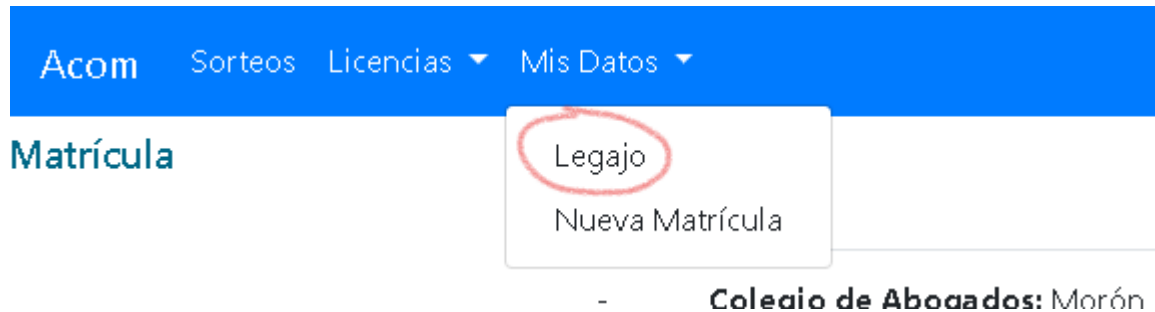 Acom Sorteos Licencias Mis Datos
Matrícula
Legajo
Nueva Matrícula
- Colegio de Abogados: Morón